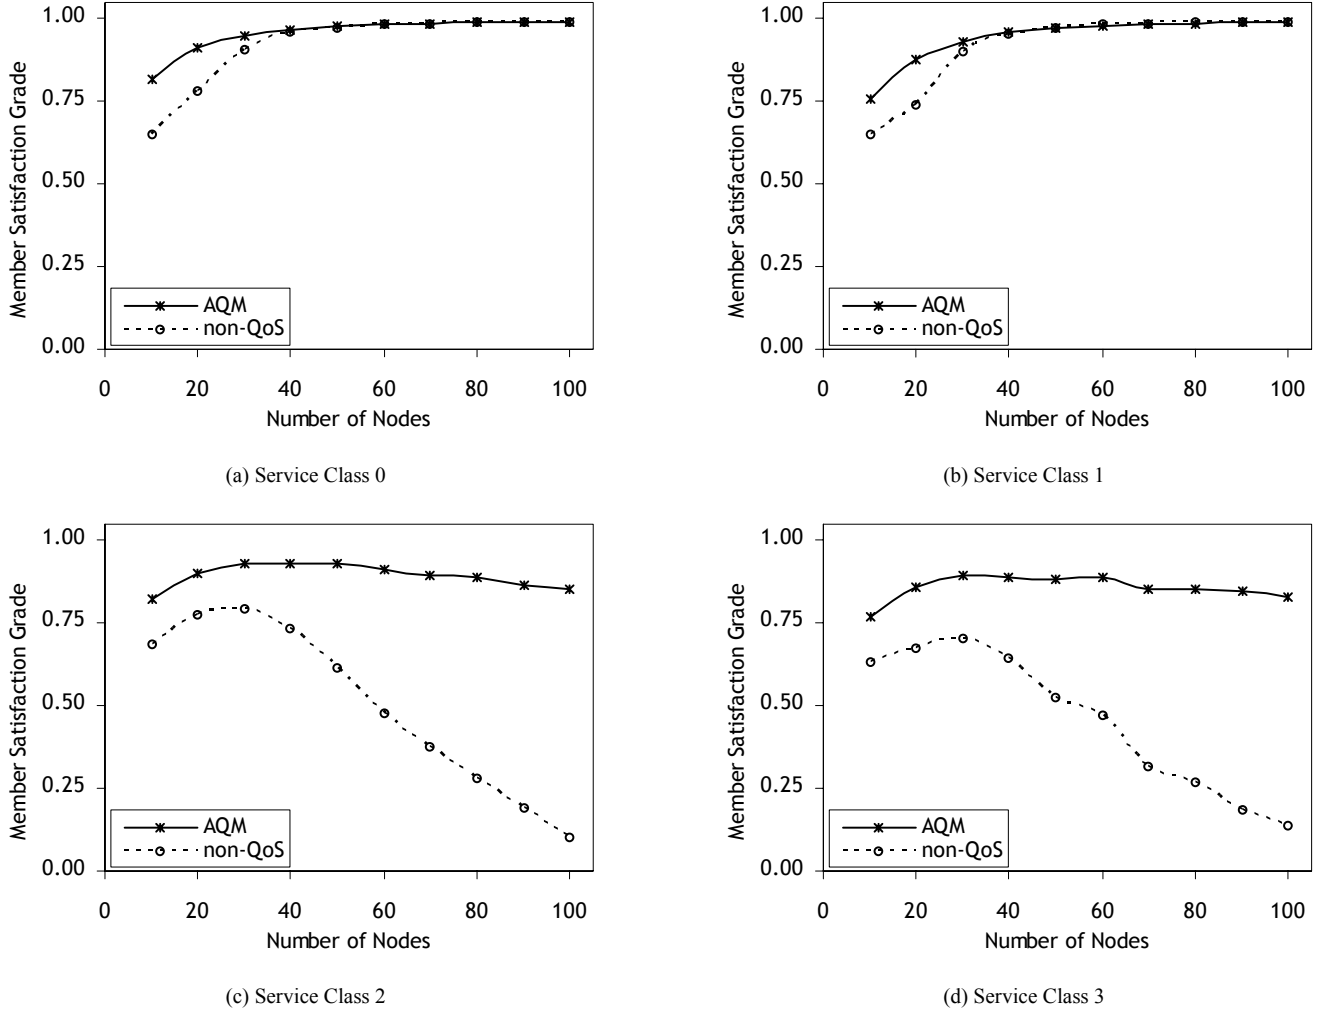 Member Satisfaction Grade
1.00
0.75
0.50
0.25
0.00
AQM
non-QoS
0 20 40 60 80 100
Number of Nodes
(a) Service Class 0
Member Satisfaction Grade
1.00
0.75
0.50
0.25
0.00
AQM
non-QoS
0 20 40 60 80 100
Number of Nodes
(b) Service Class 1
Member Satisfaction Grade
1.00
0.75
0.50
0.25
0.00
AQM
non-QoS
0 20 40 60 80 100
Number of Nodes
(c) Service Class 2
Member Satisfaction Grade
1.00
0.75
0.50
0.25
0.00
AQM
non-QoS
0 20 40 60 80 100
Number of Nodes
(d) Service Class 3